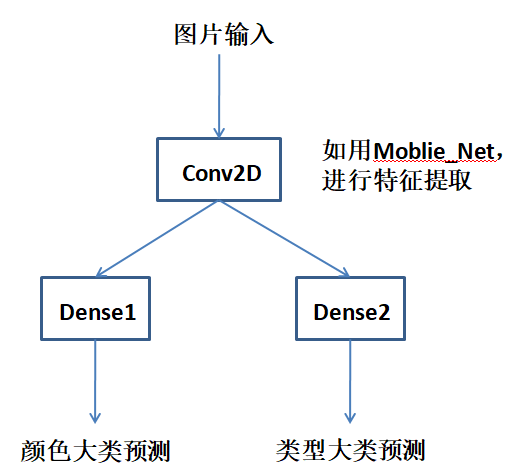 图片输入
Conv2D
如用Moblie_Net，
进行特征提取
Dense1
Dense2
颜色大类预测
类型大类预测